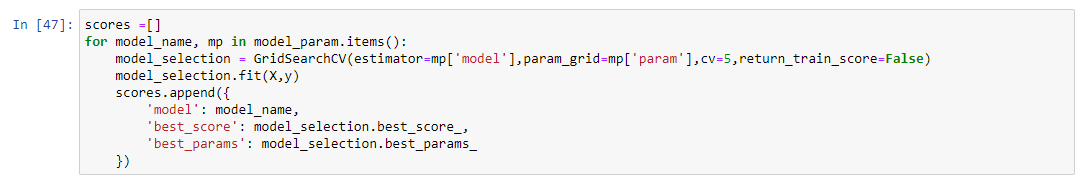 In [47]: scores =[]
for model_name, mp in model_param.items():
    model_selection = GridSearchCV(estimator=mp['model'],param_grid=mp['param'],cv=5,return_train_score=False)
    model_selection.fit(X,y)
    scores.append({
        'model': model_name,
        'best_score': model_selection.best_score_,
        'best_params': model_selection.best_params_
    })